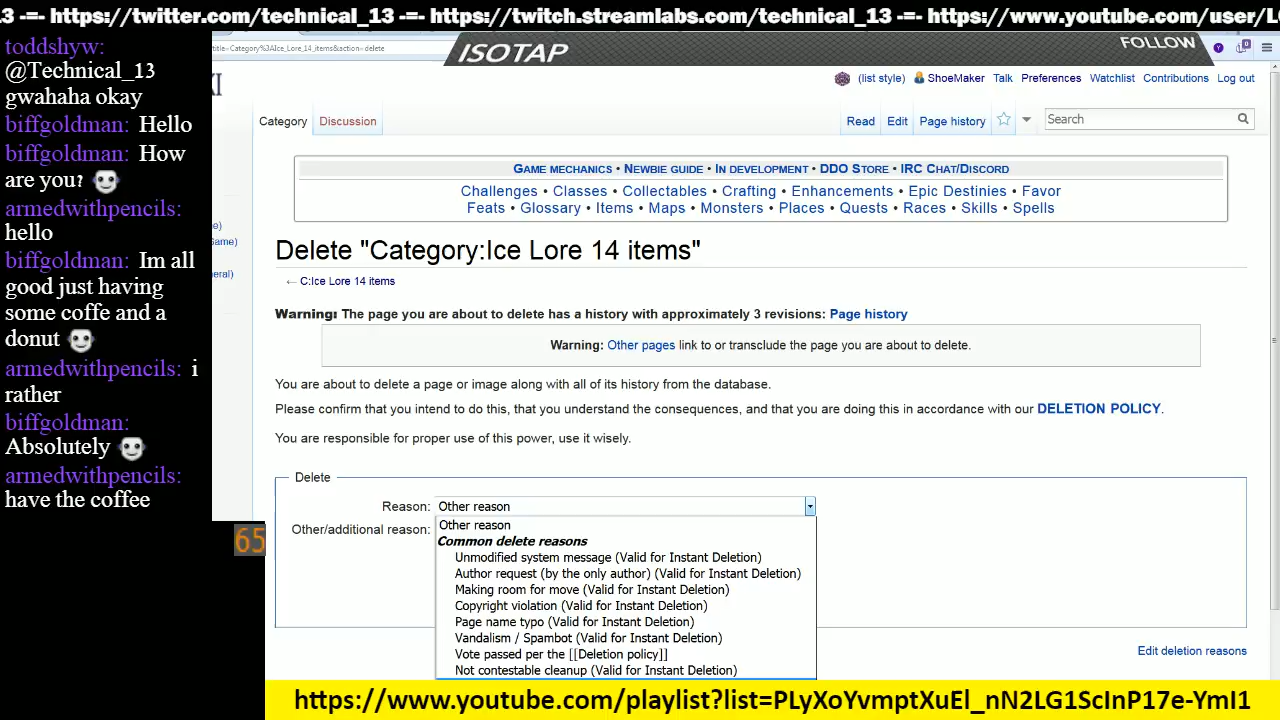 13 -=- https://twitter.com/technical_13 -=- https://twitch.streamlabs.com/technical_13 -=- https://www.youtube.com/user/L
toddshyw:
@Technical_13
gwahaha okay
biffgoldman: Hello
biffgoldman: How
are you?
armedwithpencils:
hello
biffgoldman: Im all
good just having
some coffe and a
donut
armedwithpencils: i
rather
biffgoldman:
Absolutely
armedwithpencils:
have the coffee
title=Category%3AIce_Lore_14_items&action=delete
ISOTAP
FOLLOW
(list style) ShoeMaker Talk Preferences Watchlist Contributions Log out
Category Discussion Read Edit Page history Search
GAME MECHANICS • NEWBIE GUIDE • IN DEVELOPMENT • DDO STORE • IRC CHAT/DISCORD
Challenges • Classes • Collectables • Crafting • Enhancements • Epic Destinies • Favor
Feats • Glossary • Items • Maps • Monsters • Places • Quests • Races • Skills • Spells
Delete "Category:Ice Lore 14 items"
← C:Ice Lore 14 items
Warning: The page you are about to delete has a history with approximately 3 revisions: Page history
Warning: Other pages link to or transclude the page you are about to delete.
You are about to delete a page or image along with all of its history from the database.
Please confirm that you intend to do this, that you understand the consequences, and that you are doing this in accordance with our DELETION POLICY.
You are responsible for proper use of this power, use it wisely.
Delete
Reason: Other reason
Other/additional reason:
Other reason
Common delete reasons
Unmodified system message (Valid for Instant Deletion)
Author request (by the only author) (Valid for Instant Deletion)
Making room for move (Valid for Instant Deletion)
Copyright violation (Valid for Instant Deletion)
Page name typo (Valid for Instant Deletion)
Vandalism / Spambot (Valid for Instant Deletion)
Vote passed per the [[Deletion policy]]
Not contestable cleanup (Valid for Instant Deletion)
Edit deletion reasons
65
https://www.youtube.com/playlist?list=PLyXoYvmptXuEl_nN2LG1ScInP17e-YmI1